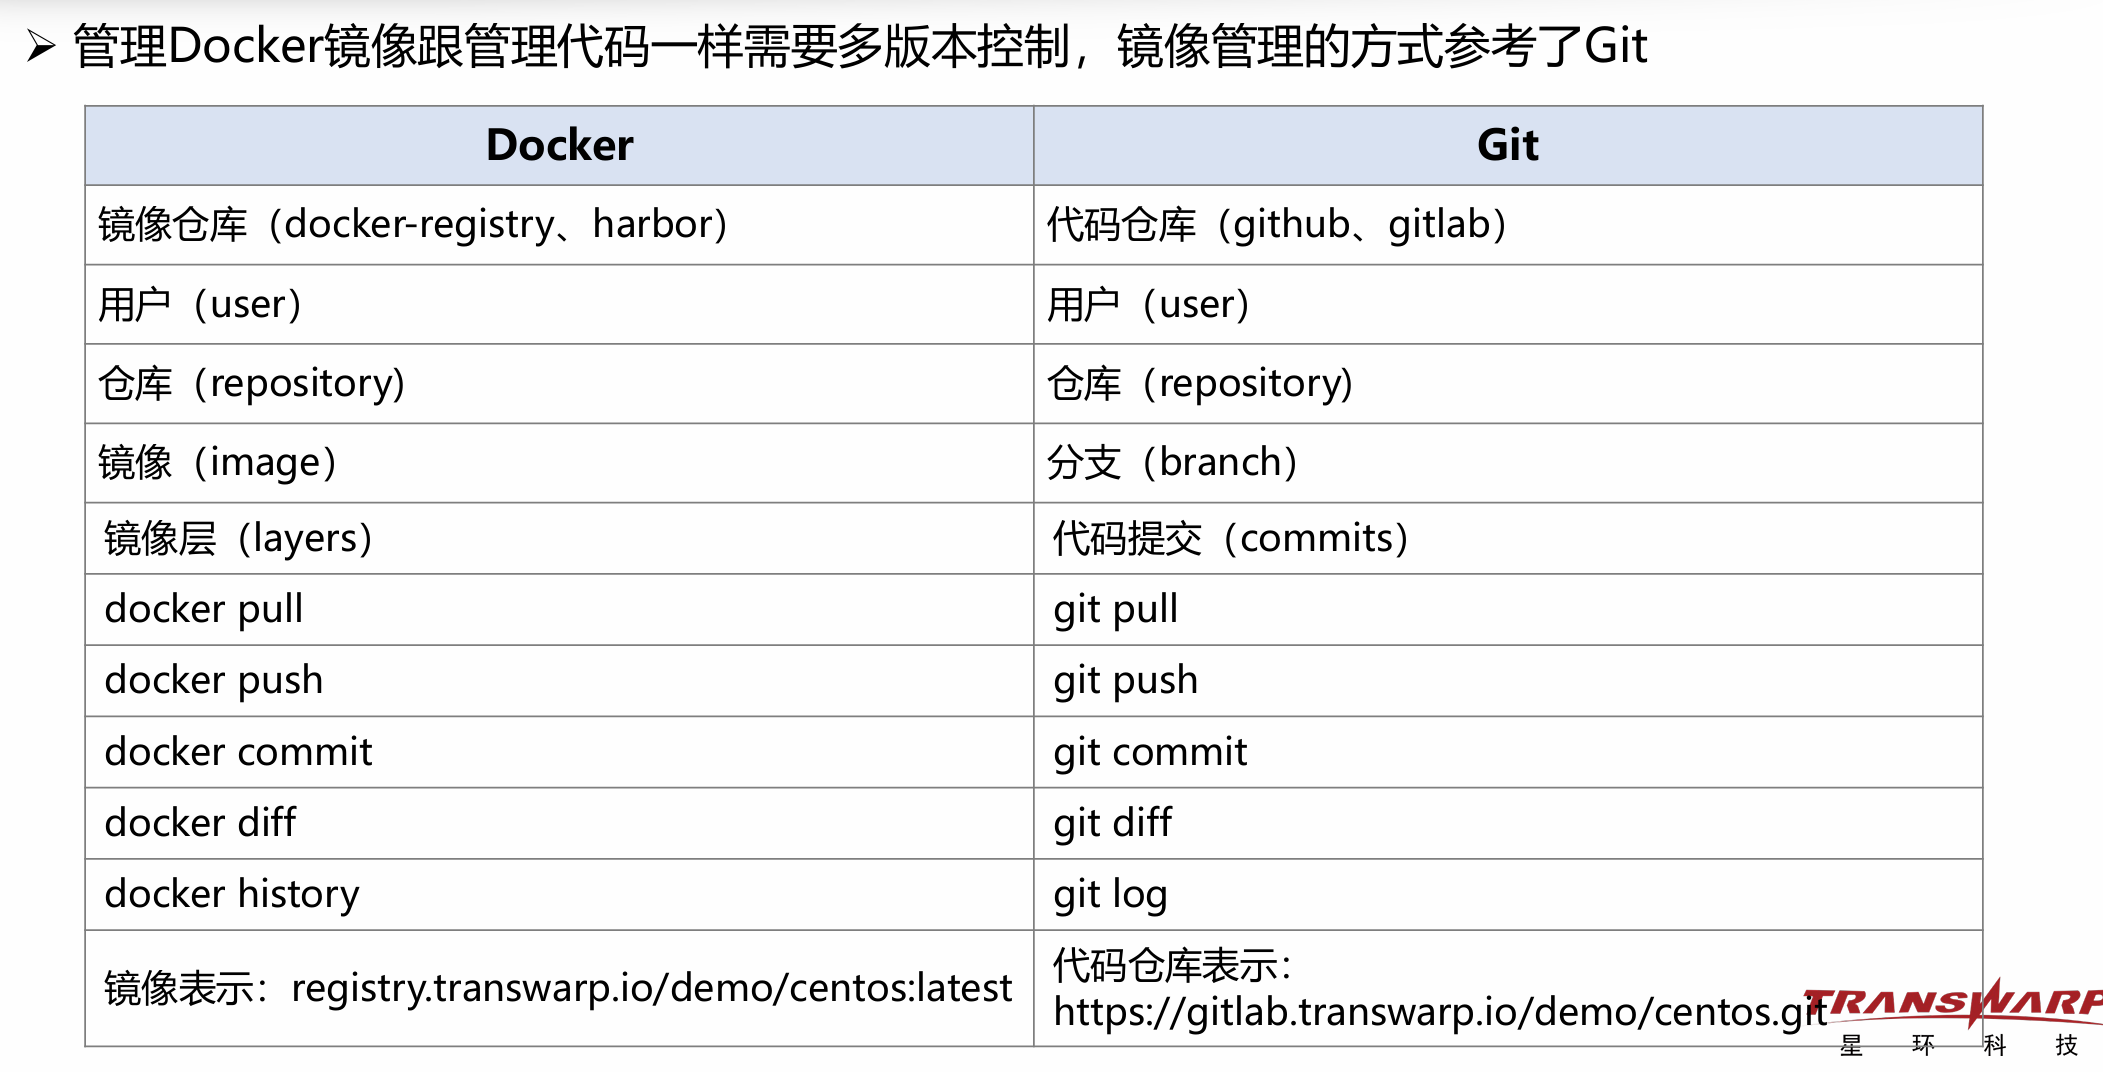 ➢ 管理Docker镜像跟管理代码一样需要多版本控制，镜像管理的方式参考了Git
Docker
Git
镜像仓库（docker-registry、harbor）
代码仓库（github、gitlab）
用户（user）
用户（user）
仓库（repository)
仓库（repository)
镜像（image）
分支（branch）
镜像层（layers）
代码提交（commits）
docker pull
git pull
docker push
git push
docker commit
git commit
docker diff
git diff
docker history
git log
镜像表示：registry.transwarp.io/demo/centos:latest
代码仓库表示：
https://gitlab.transwarp.io/demo/centos.git
TRANSWARP
星 环 科 技